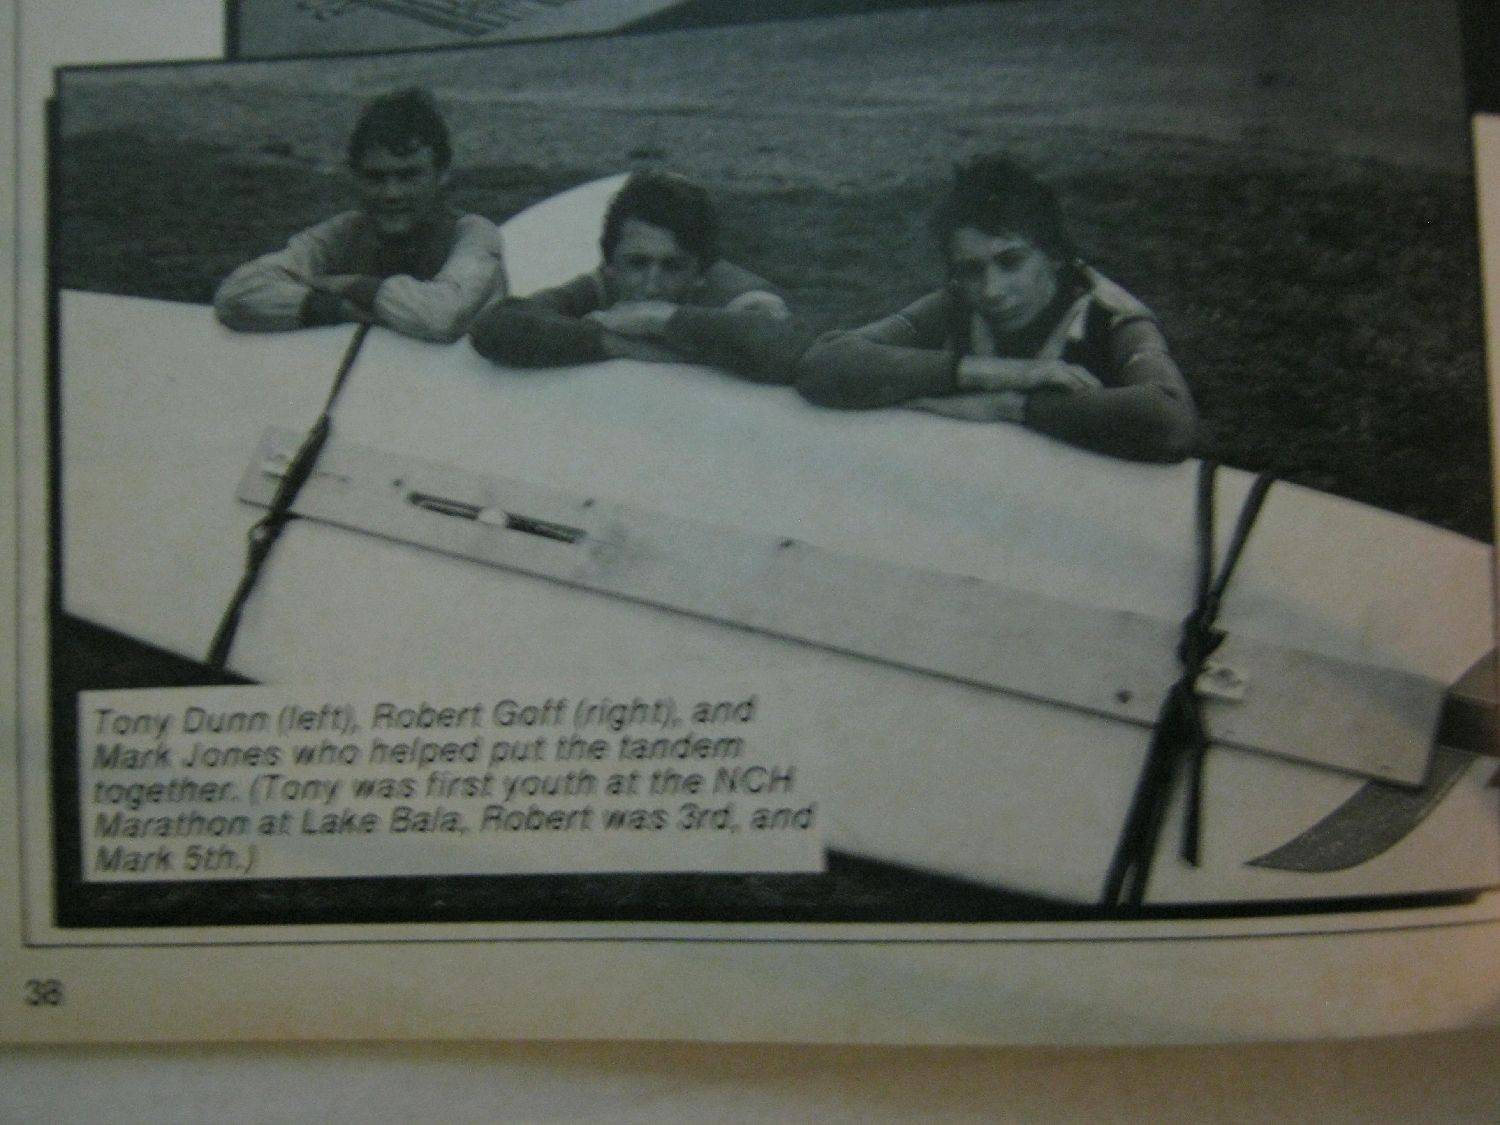 Tony Dunn (left), Robert Goff (right), and
Mark Jones who helped put the tandem
together. (Tony was first youth at the NCH
Marathon at Lake Bala, Robert was 3rd, and
Mark 5th.)
38